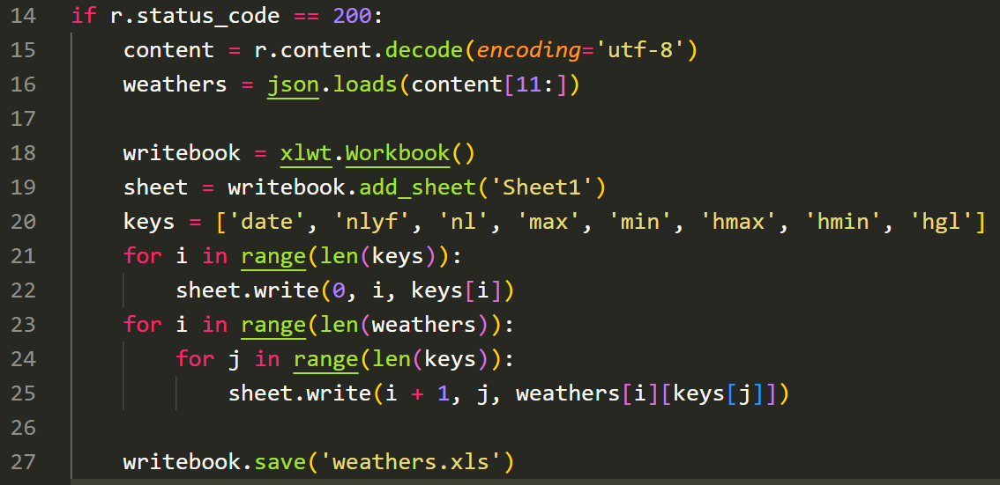 14 if r.status_code == 200:
15     content = r.content.decode(encoding='utf-8')
16     weathers = json.loads(content[11:])
17
18     writebook = xlwt.Workbook()
19     sheet = writebook.add_sheet('Sheet1')
20     keys = ['date', 'nlyf', 'nl', 'max', 'min', 'hmax', 'hmin', 'hgl']
21     for i in range(len(keys)):
22         sheet.write(0, i, keys[i])
23     for i in range(len(weathers)):
24         for j in range(len(keys)):
25             sheet.write(i + 1, j, weathers[i][keys[j]])
26
27     writebook.save('weathers.xls')